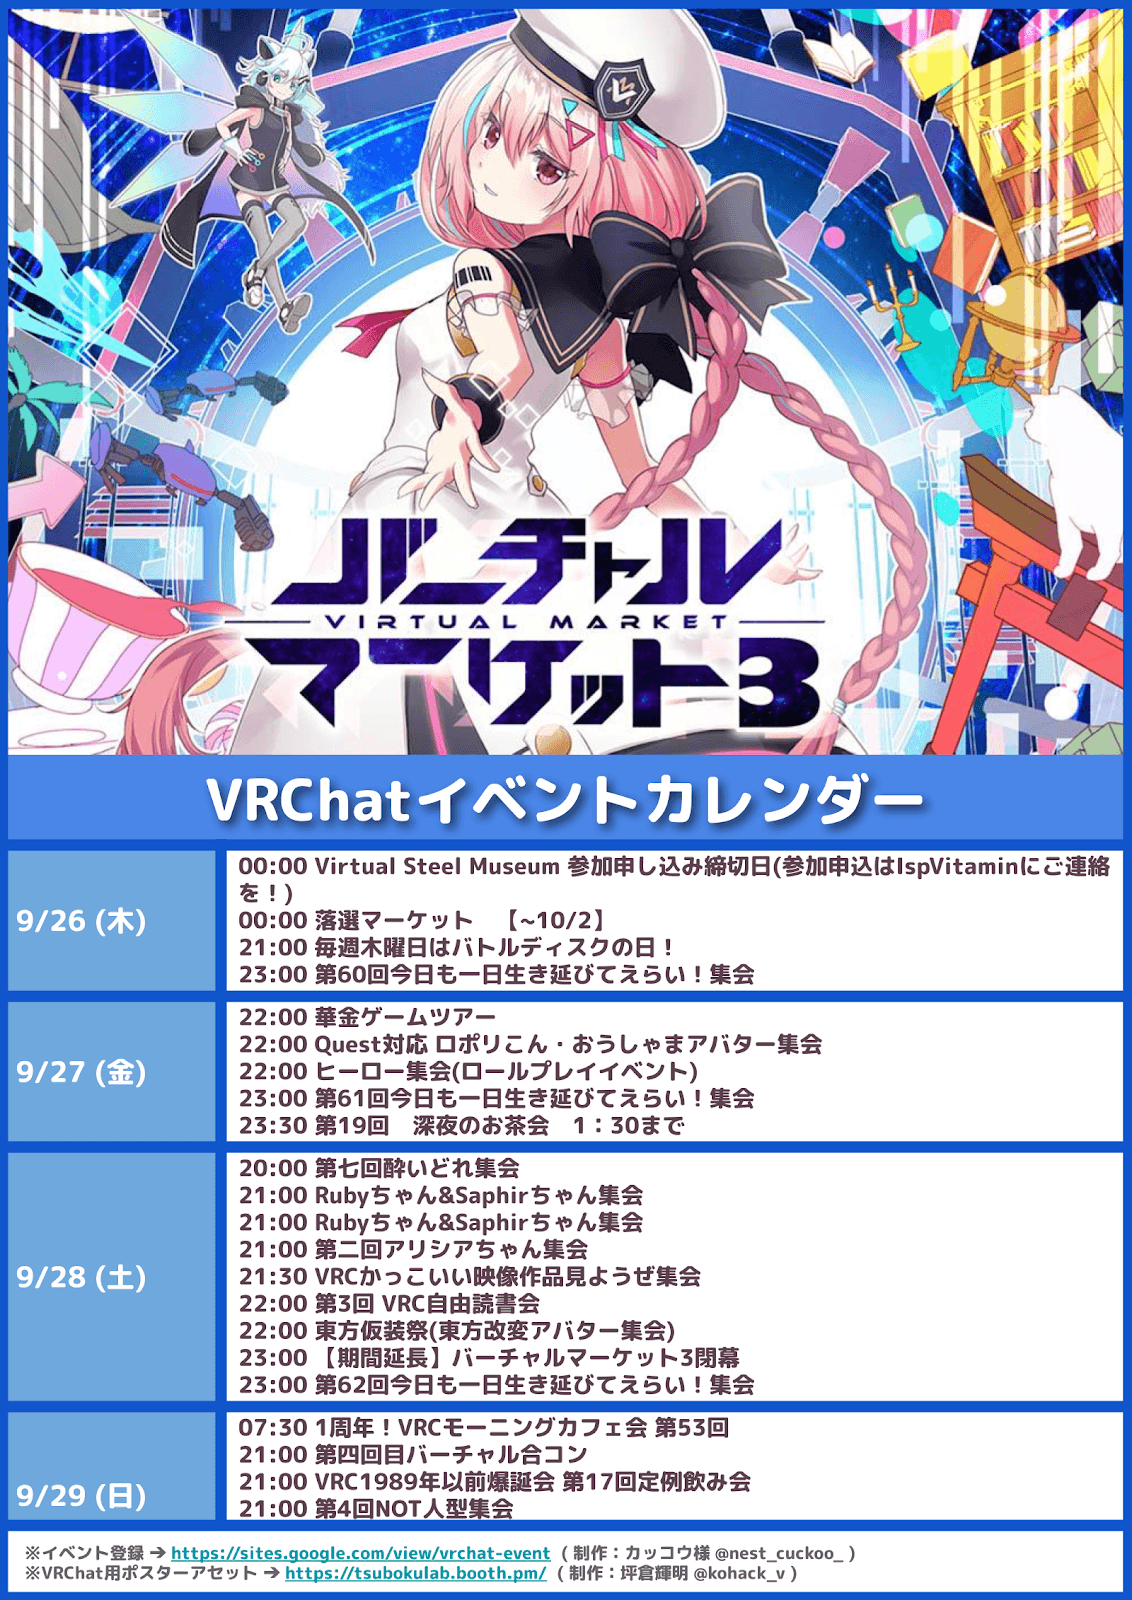 バーチャル
VIRTUAL MARKET
マーケット3
VRChatイベントカレンダー
9/26 (木)
00:00 Virtual Steel Museum 参加申し込み締切日(参加申込はIspVitaminにご連絡
を！)
00:00 落選マーケット　【~10/2】
21:00 毎週木曜日はバトルディスクの日！
23:00 第60回今日も一日生き延びてえらい！集会
9/27 (金)
22:00 華金ゲームツアー
22:00 Quest対応 ロポリこん・おうしゃまアバター集会
22:00 ヒーロー集会(ロールプレイイベント)
23:00 第61回今日も一日生き延びてえらい！集会
23:30 第19回　深夜のお茶会　1：30まで
9/28 (土)
20:00 第七回酔いどれ集会
21:00 Rubyちゃん&Saphirちゃん集会
21:00 Rubyちゃん&Saphirちゃん集会
21:00 第二回アリシアちゃん集会
21:30 VRCかっこいい映像作品見ようぜ集会
22:00 第3回 VRC自由読書会
22:00 東方仮装祭(東方改変アバター集会)
23:00 【期間延長】バーチャルマーケット3閉幕
23:00 第62回今日も一日生き延びてえらい！集会
9/29 (日)
07:30 1周年！VRCモーニングカフェ会 第53回
21:00 第四回目バーチャル合コン
21:00 VRC1989年以前爆誕会 第17回定例飲み会
21:00 第4回NOT人型集会
※イベント登録 → https://sites.google.com/view/vrchat-event ( 制作：カッコウ様 @nest_cuckoo_ )
※VRChat用ポスターアセット → https://tsubokulab.booth.pm/ ( 制作：坪倉輝明 @kohack_v )